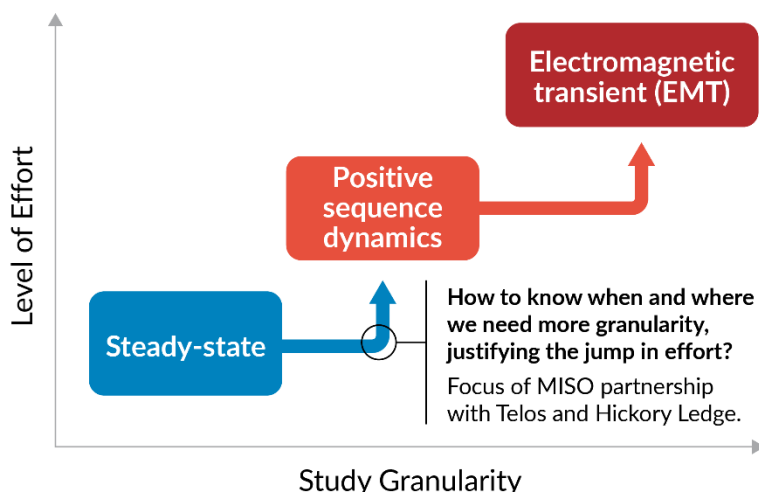 Electromagnetic
transient (EMT)
Positive
sequence
dynamics
Level of Effort
Steady-state
How to know when and where
we need more granularity,
justifying the jump in effort?
Focus of MISO partnership
with Telos and Hickory Ledge.
Study Granularity